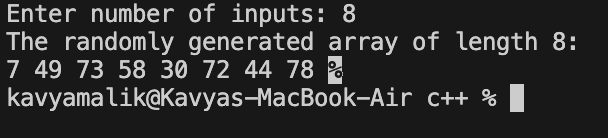 Enter number of inputs: 8
The randomly generated array of length 8:
7 49 73 58 30 72 44 78 %
kavyamalik@Kavyas-MacBook-Air c++ %